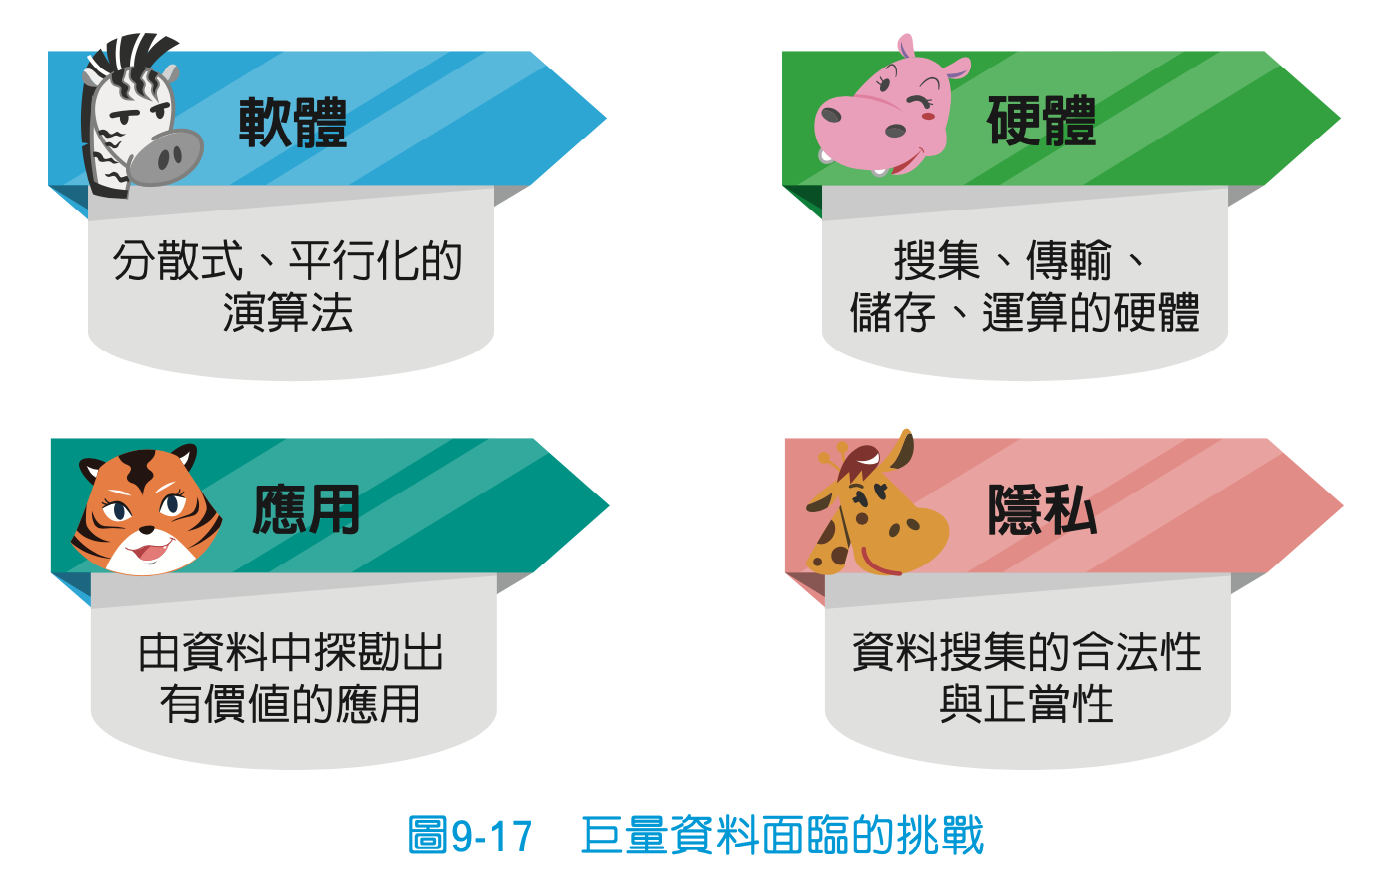 軟體
分散式、平行化的
演算法
硬體
搜集、傳輸、
儲存、運算的硬體
應用
由資料中探勘出
有價值的應用
隱私
資料搜集的合法性
與正當性
圖9-17 巨量資料面臨的挑戰